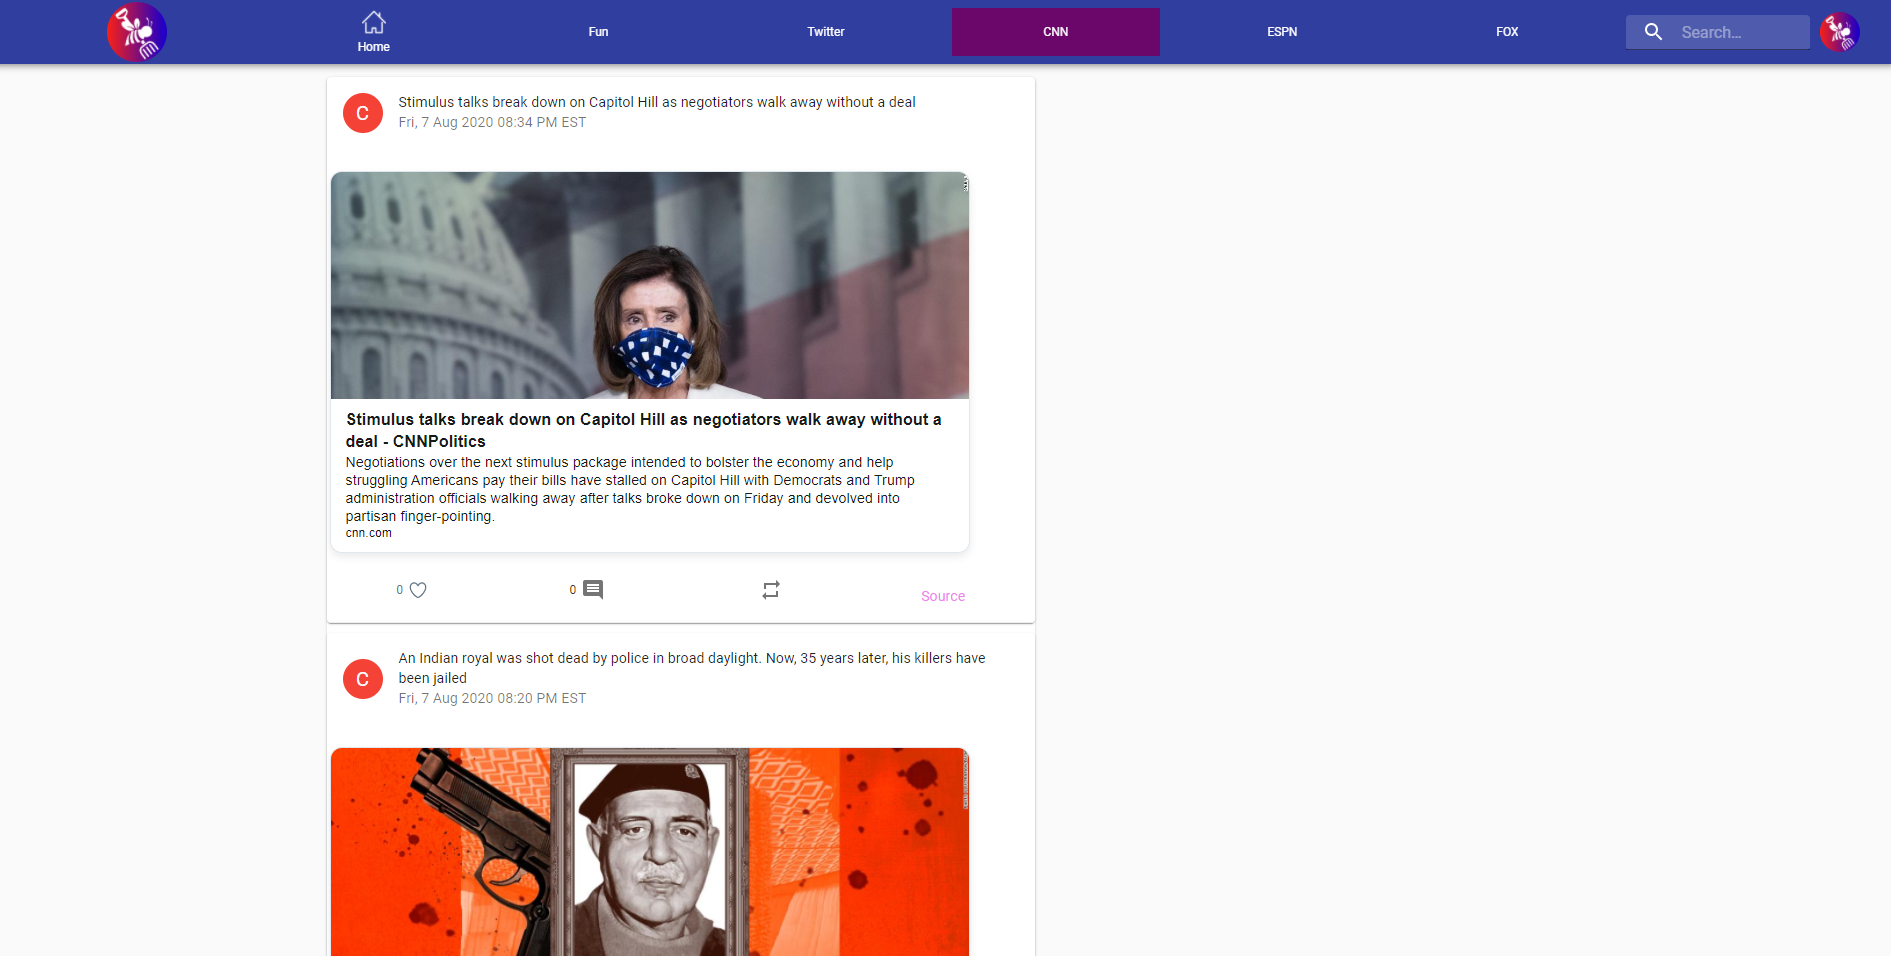 Home
Fun
Twitter
CNN
ESPN
FOX
Search...
C
Stimulus talks break down on Capitol Hill as negotiators walk away without a deal
Fri, 7 Aug 2020 08:34 PM EST
Stimulus talks break down on Capitol Hill as negotiators walk away without a
deal - CNNPolitics
Negotiations over the next stimulus package intended to bolster the economy and help
struggling Americans pay their bills have stalled on Capitol Hill with Democrats and Trump
administration officials walking away after talks broke down on Friday and devolved into
partisan finger-pointing.
cnn.com
0
0
Source
C
An Indian royal was shot dead by police in broad daylight. Now, 35 years later, his killers have
been jailed
Fri, 7 Aug 2020 08:20 PM EST